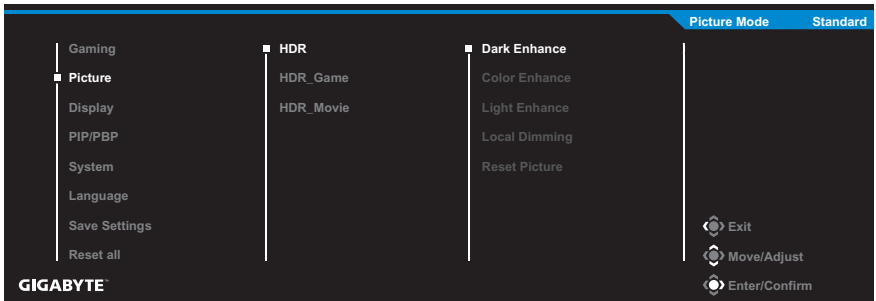 Picture Mode Standard
Gaming HDR Dark Enhance
Picture HDR_Game Color Enhance
Display HDR_Movie Light Enhance
PIP/PBP Local Dimming
System Reset Picture
Language
Save Settings Exit
Reset all Move/Adjust
GIGABYTE™ Enter/Confirm